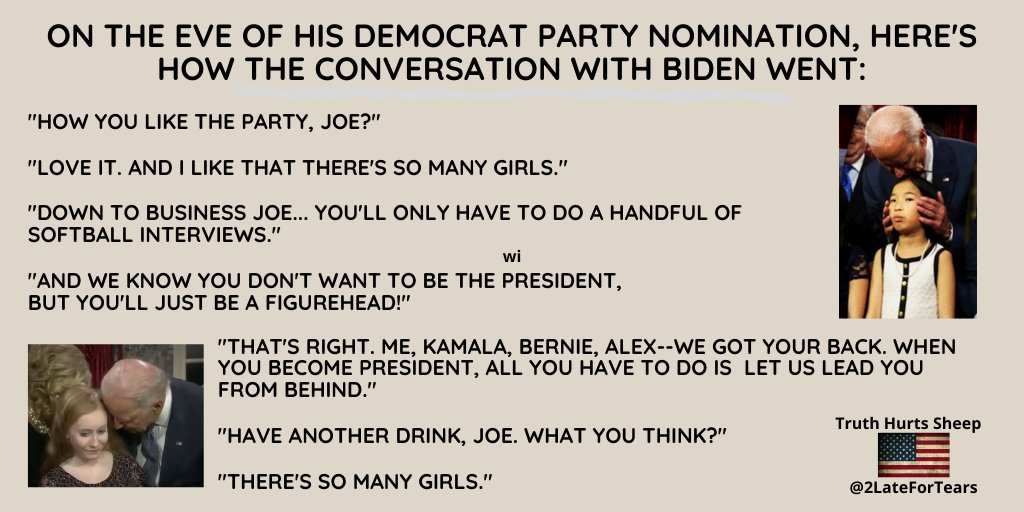 ON THE EVE OF HIS DEMOCRAT PARTY NOMINATION, HERE'S
HOW THE CONVERSATION WITH BIDEN WENT:
"HOW YOU LIKE THE PARTY, JOE?"
"LOVE IT. AND I LIKE THAT THERE'S SO MANY GIRLS."
"DOWN TO BUSINESS JOE... YOU'LL ONLY HAVE TO DO A HANDFUL OF
SOFTBALL INTERVIEWS."
wi
"AND WE KNOW YOU DON'T WANT TO BE THE PRESIDENT,
BUT YOU'LL JUST BE A FIGUREHEAD!"
"THAT'S RIGHT. ME, KAMALA, BERNIE, ALEX--WE GOT YOUR BACK. WHEN
YOU BECOME PRESIDENT, ALL YOU HAVE TO DO IS LET US LEAD YOU
FROM BEHIND."
"HAVE ANOTHER DRINK, JOE. WHAT YOU THINK?"
"THERE'S SO MANY GIRLS."
Truth Hurts Sheep
@2LateForTears